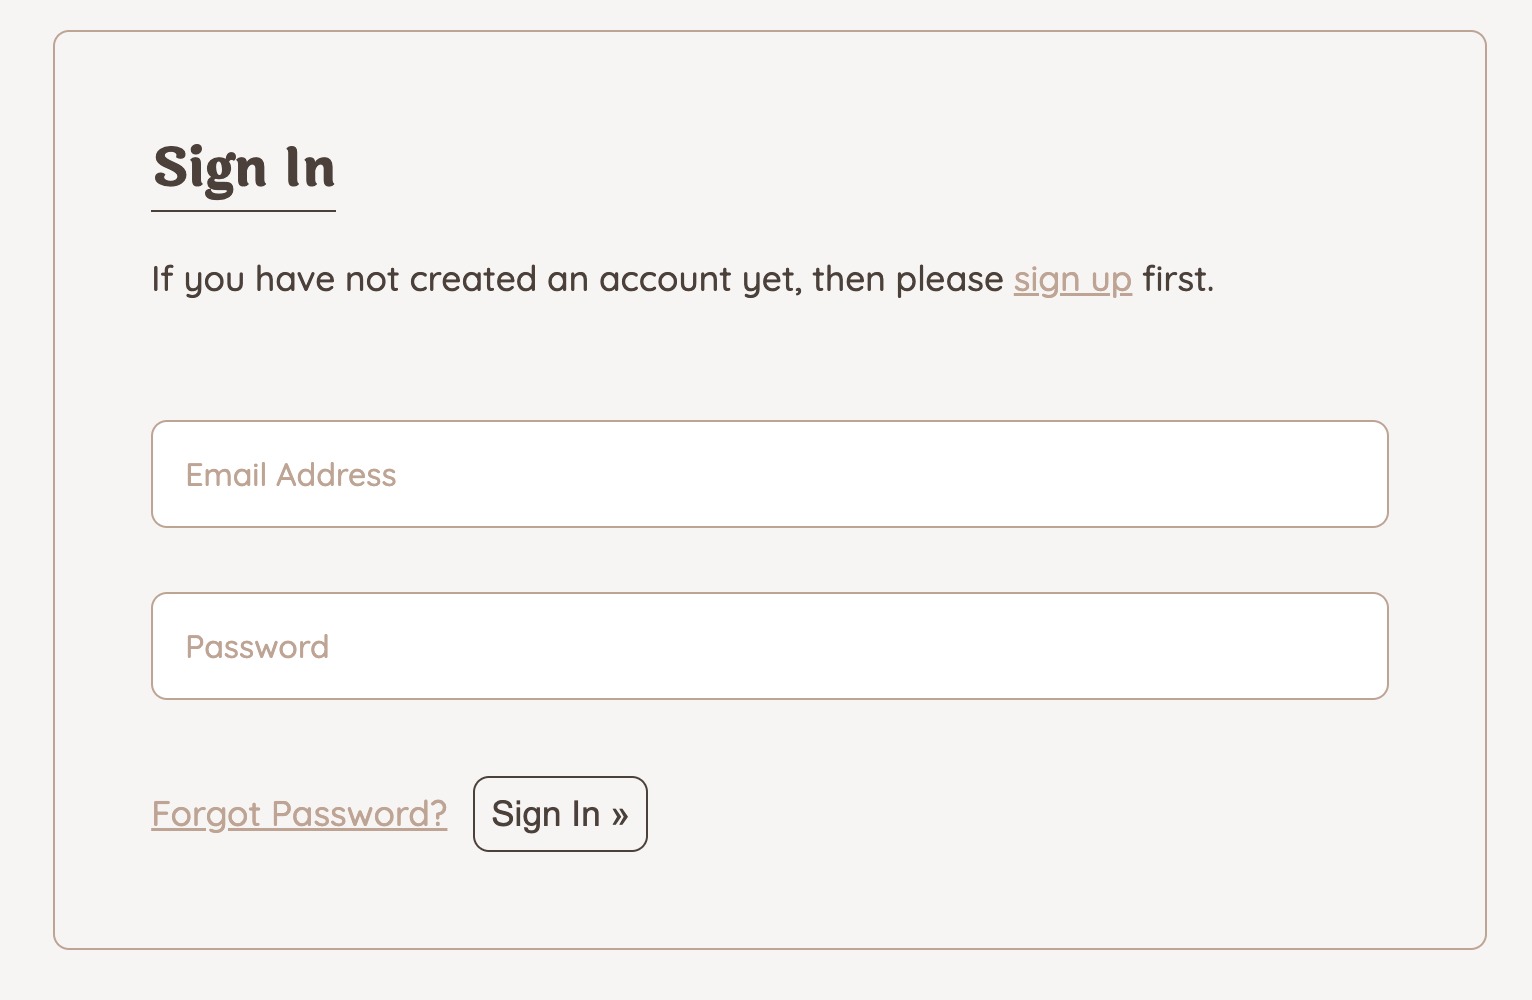 Sign In
If you have not created an account yet, then please sign up first.
Email Address
Password
Forgot Password? Sign In »